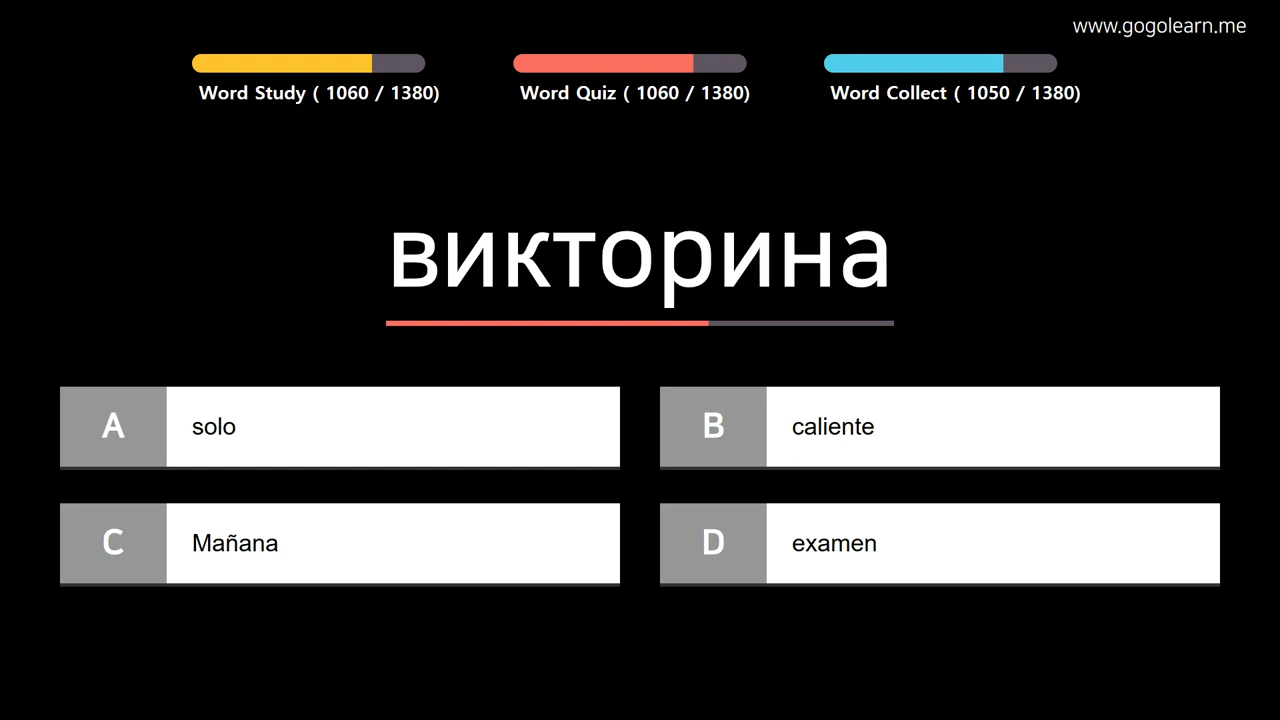 www.gogolearn.me
Word Study ( 1060 / 1380)
Word Quiz ( 1060 / 1380)
Word Collect ( 1050 / 1380)
викторина
A solo
B caliente
C Mañana
D examen